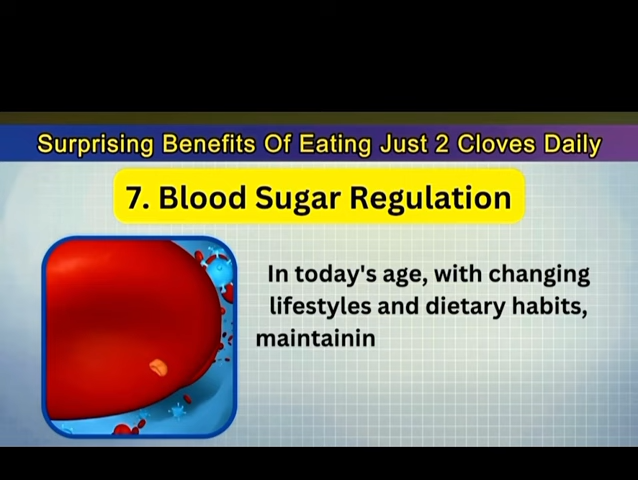 Surprising Benefits Of Eating Just 2 Cloves Daily
7. Blood Sugar Regulation
In today's age, with changing
lifestyles and dietary habits,
maintainin